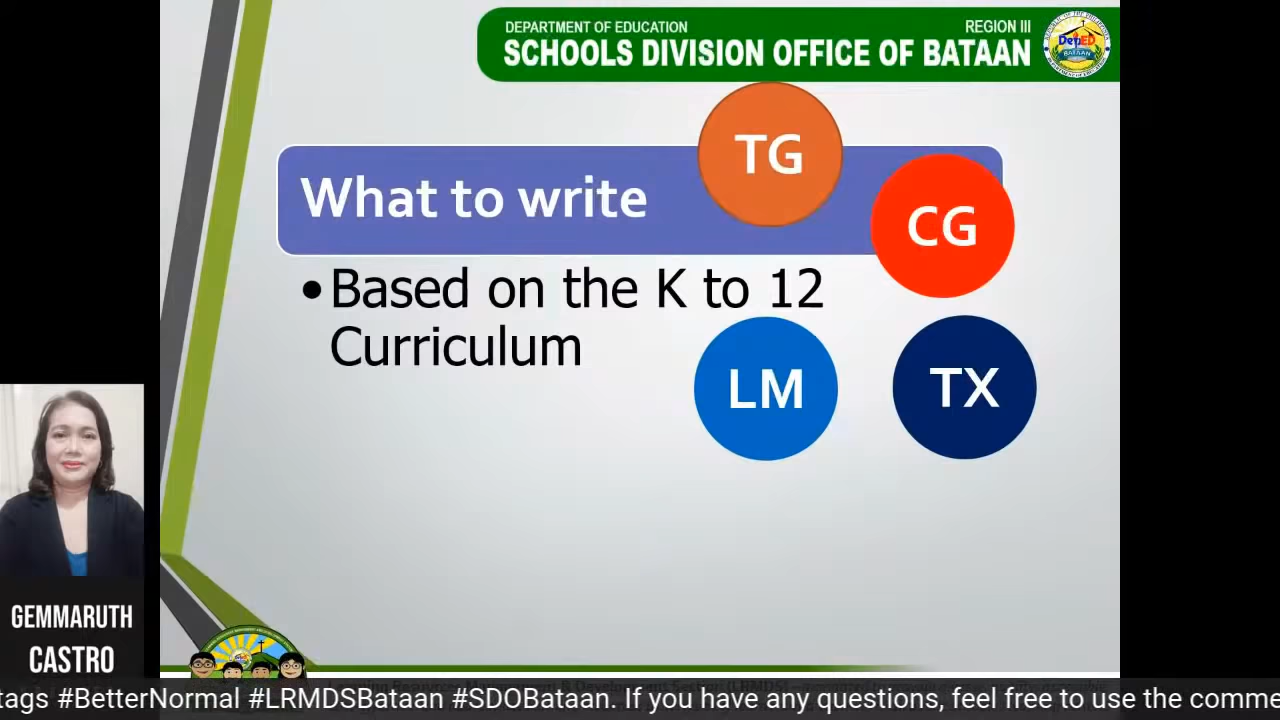 DEPARTMENT OF EDUCATION
REGION III
SCHOOLS DIVISION OFFICE OF BATAAN
DepED
BATAAN
TG
What to write
CG
•Based on the K to 12
Curriculum
LM
TX
GEMMARUTH
CASTRO
tags #BetterNormal #LRMDSBataan #SDOBataan. If you have any questions, feel free to use the comme